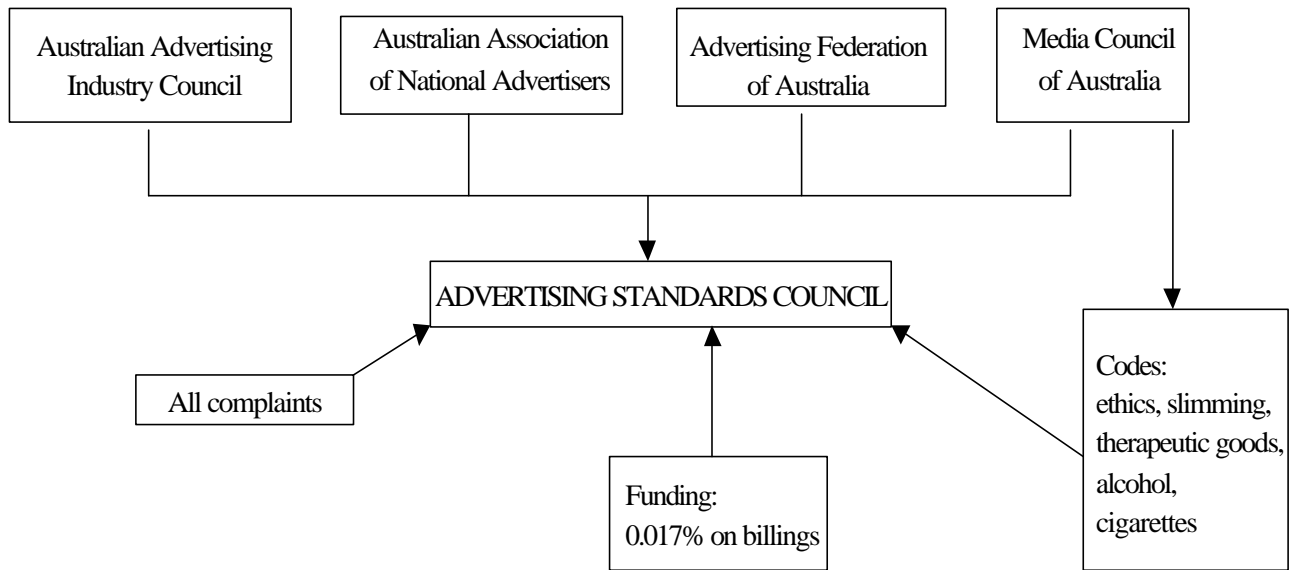 Australian Advertising
Industry Council
Australian Association
of National Advertisers
Advertising Federation
of Australia
Media Council
of Australia
ADVERTISING STANDARDS COUNCIL
All complaints
Funding:
0.017% on billings
Codes:
ethics, slimming,
therapeutic goods,
alcohol,
cigarettes